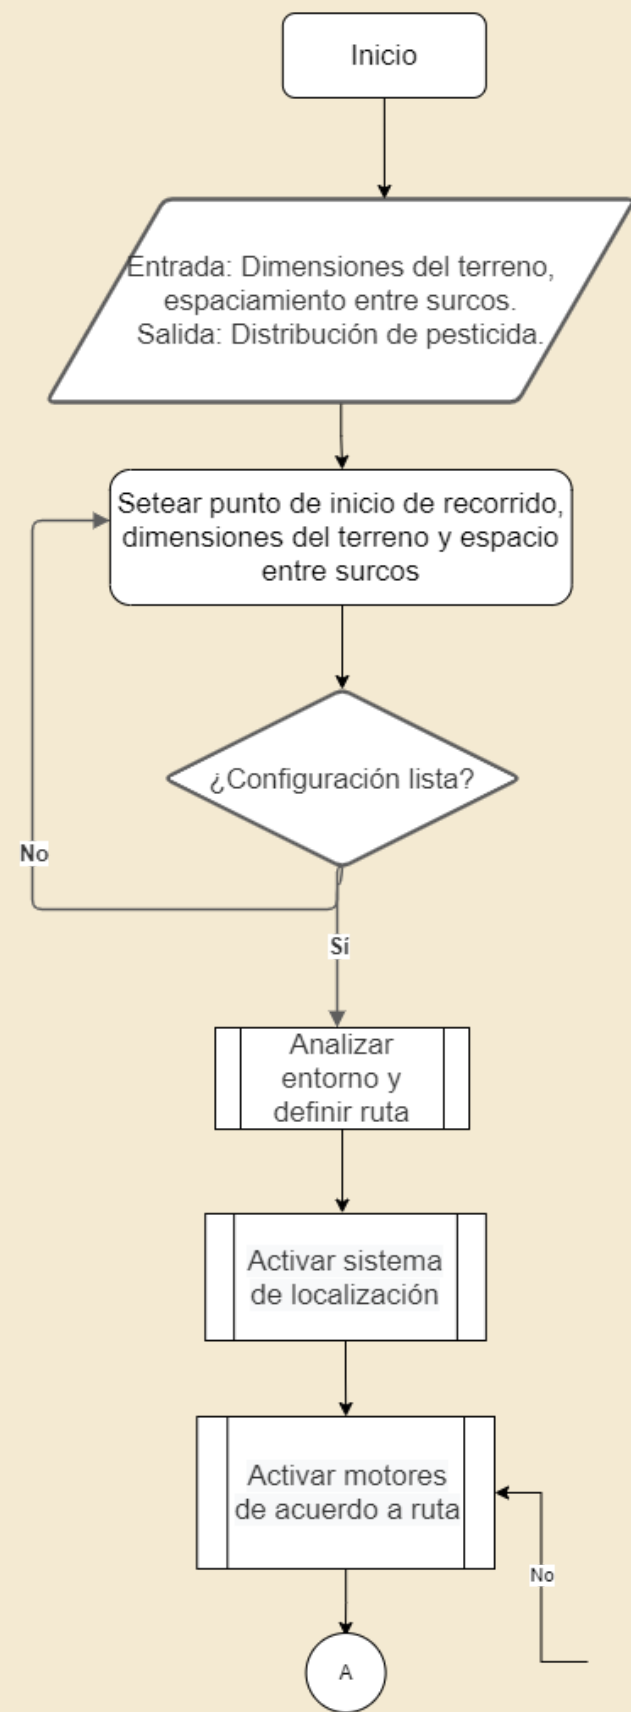 Inicio
Entrada: Dimensiones del terreno,
espaciamiento entre surcos.
Salida: Distribución de pesticida.
Setear punto de inicio de recorrido,
dimensiones del terreno y espacio
entre surcos
¿Configuración lista?
No
Sí
Analizar
entorno y
definir ruta
Activar sistema
de localización
Activar motores
de acuerdo a ruta
No
A